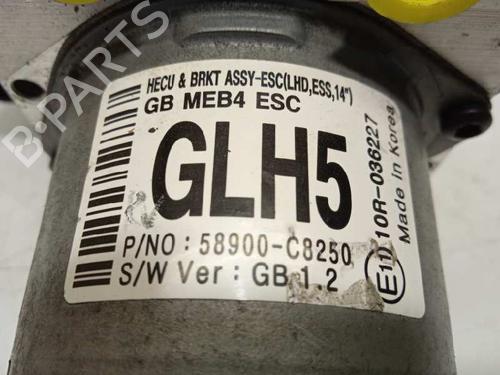 HECU & BRKT ASSY-ESC(LHD,ESS,14")
GB MEB4 ESC
GLH5
P/NO : 58900-C8250
S/W Ver : GB 1.2
E11 10R-036227
Made in Korea
B-PARTS